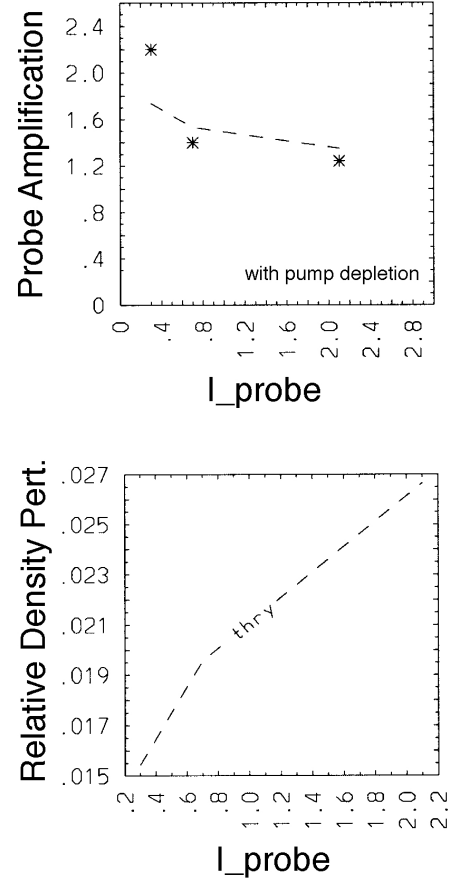 Probe Amplification
2.4
2.0
1.6
1.2
.8
.4
0
with pump depletion
0 .4 .8 1.2 1.6 2.0 2.4 2.8
I_probe
Relative Density Pert.
.027
.025
.023
.021
.019
.017
.015
thry
.2 .4 .6 .8 1.0 1.2 1.4 1.6 1.8 2.0 2.2
I_probe